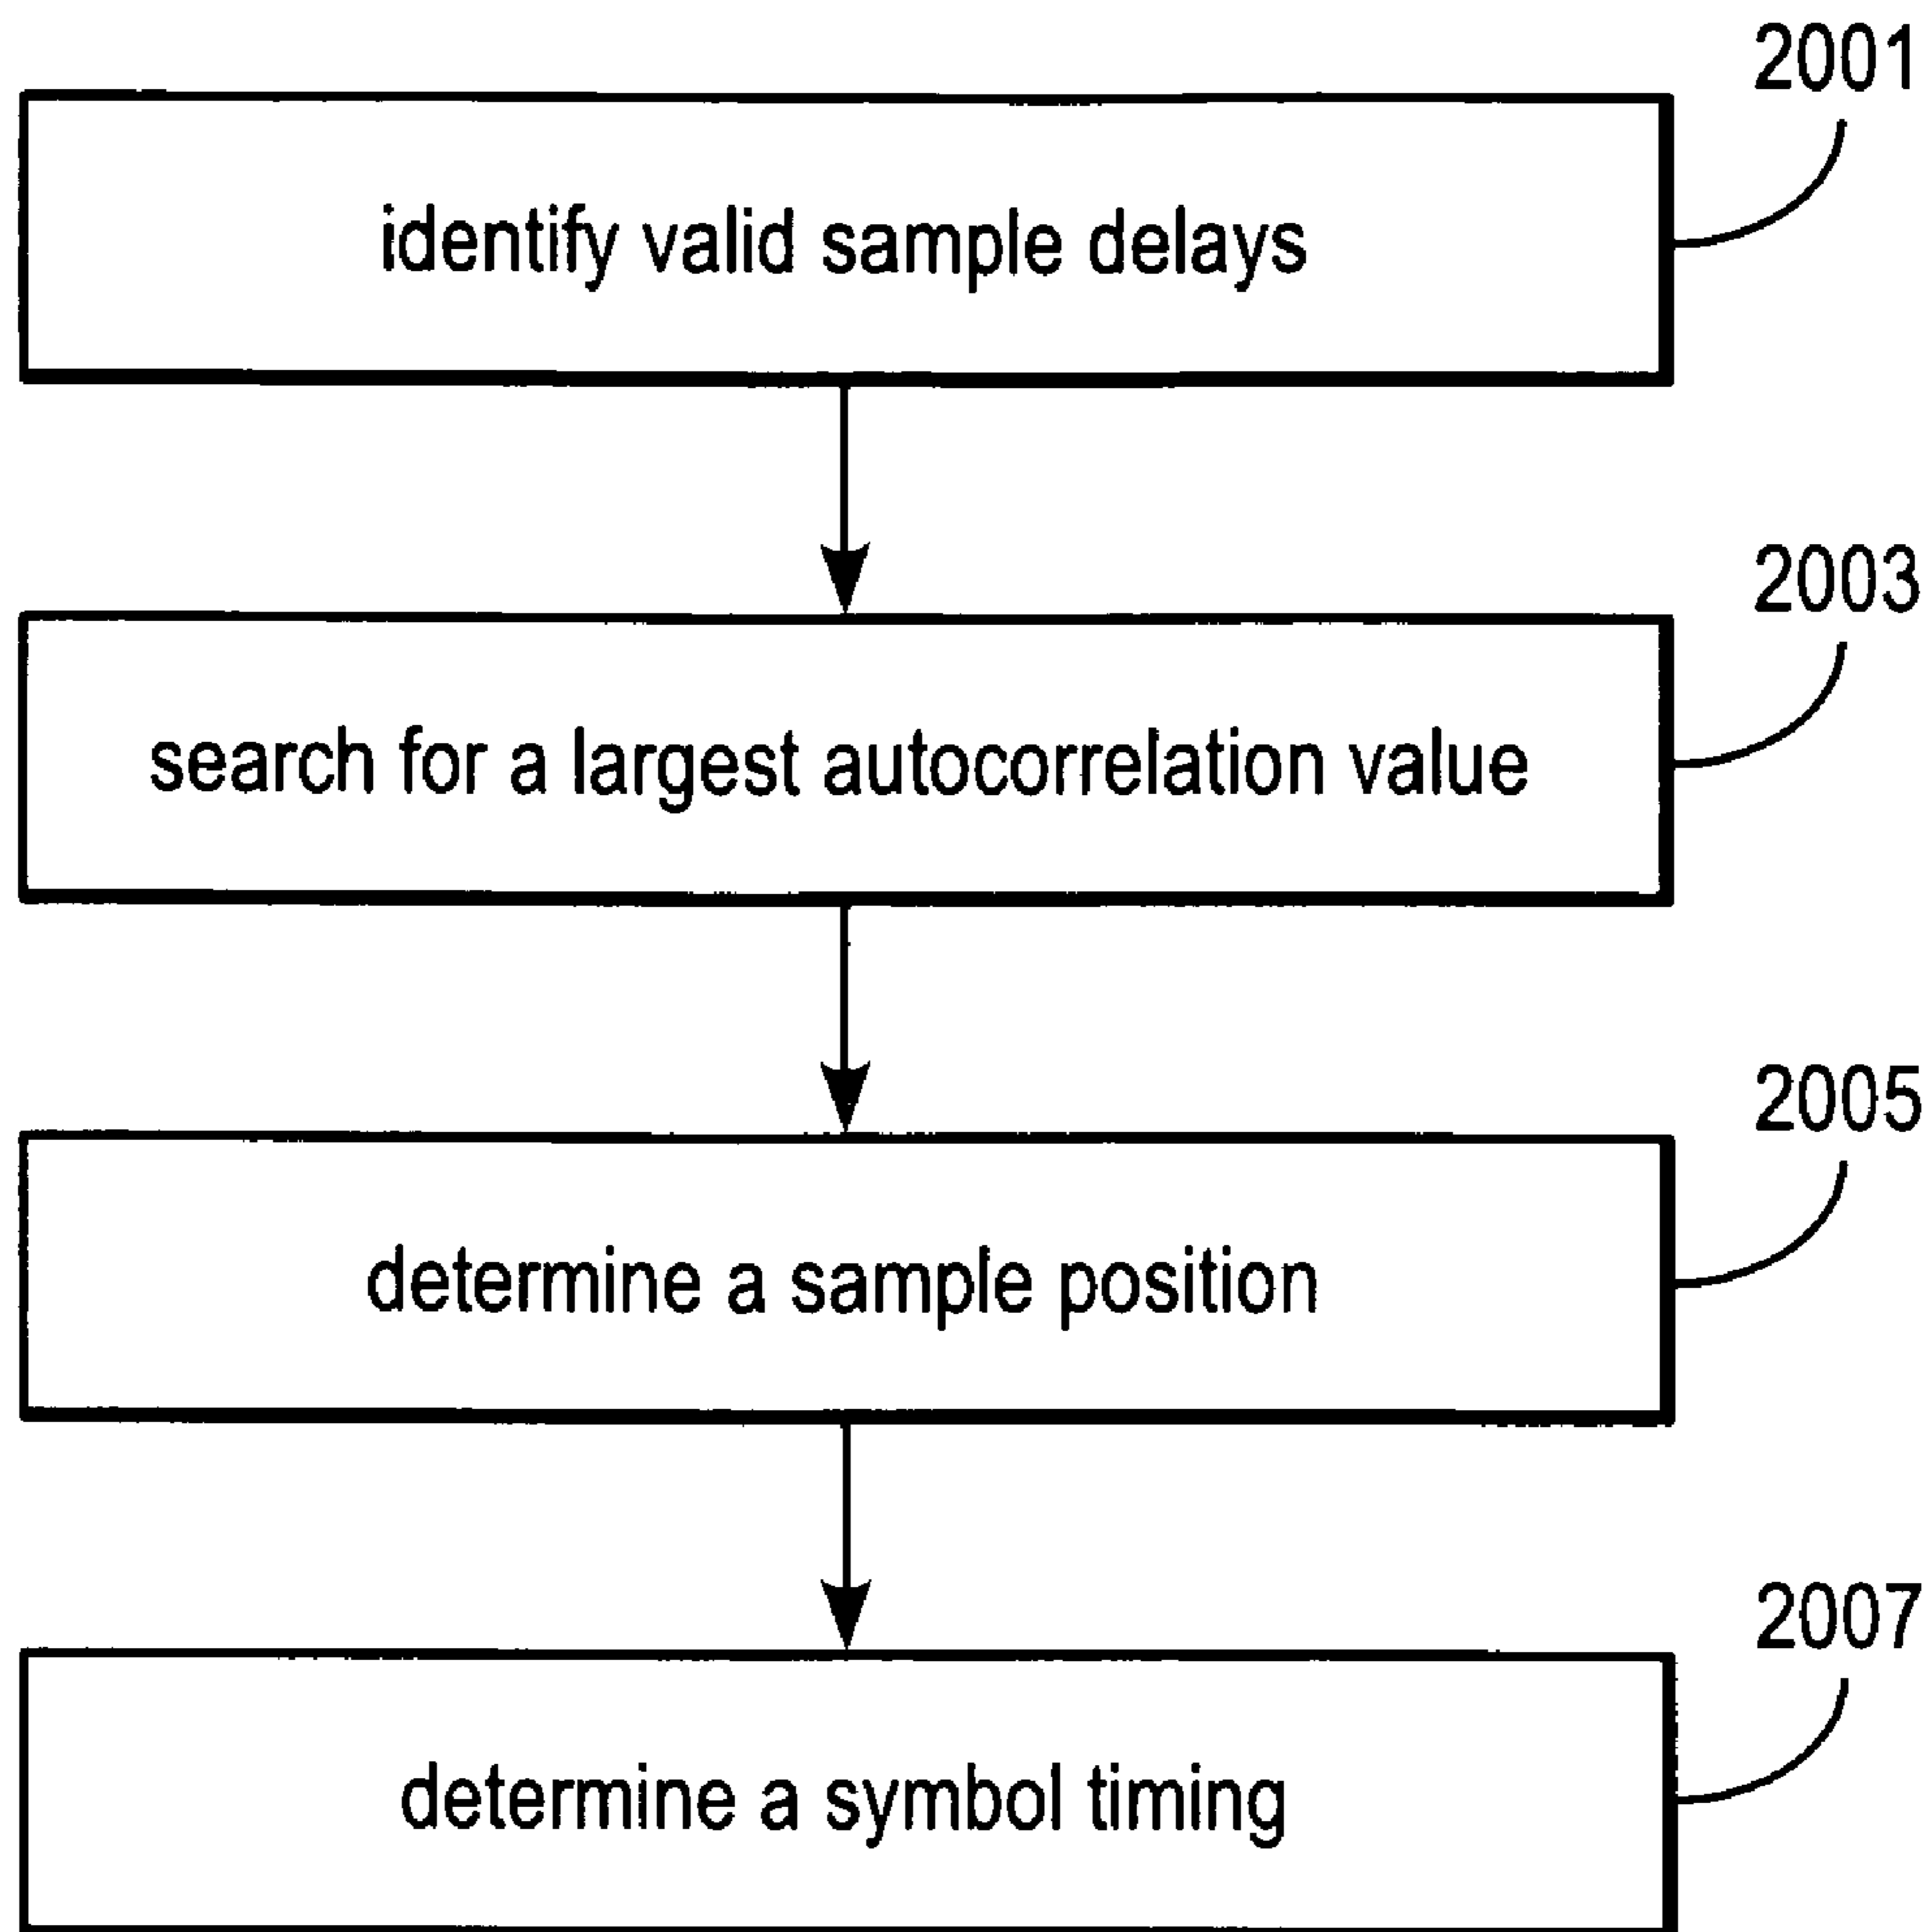 2001
identify valid sample delays
2003
search for a largest autocorrelation value
2005
determine a sample position
2007
determine a symbol timing